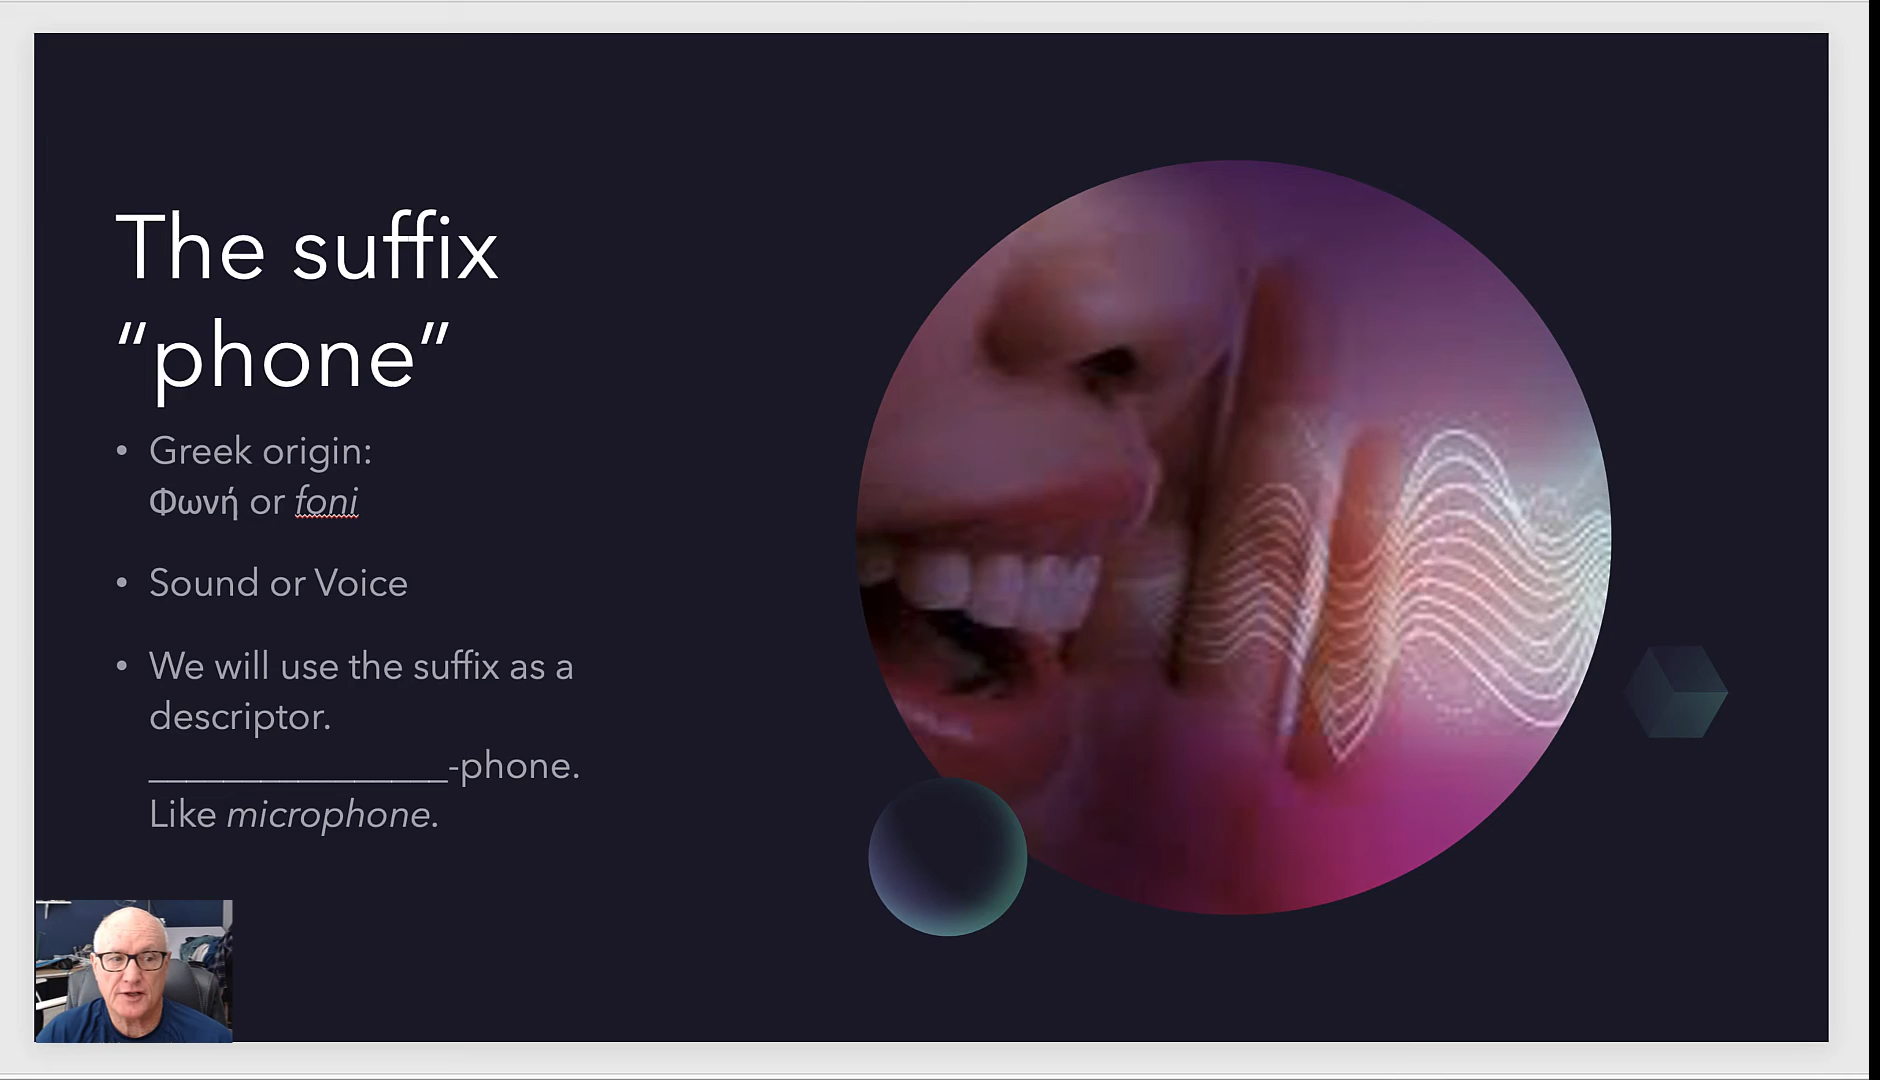 The suffix
“phone”
• Greek origin:
Φωνή or foni
• Sound or Voice
• We will use the suffix as a
descriptor.
________________-phone.
Like microphone.